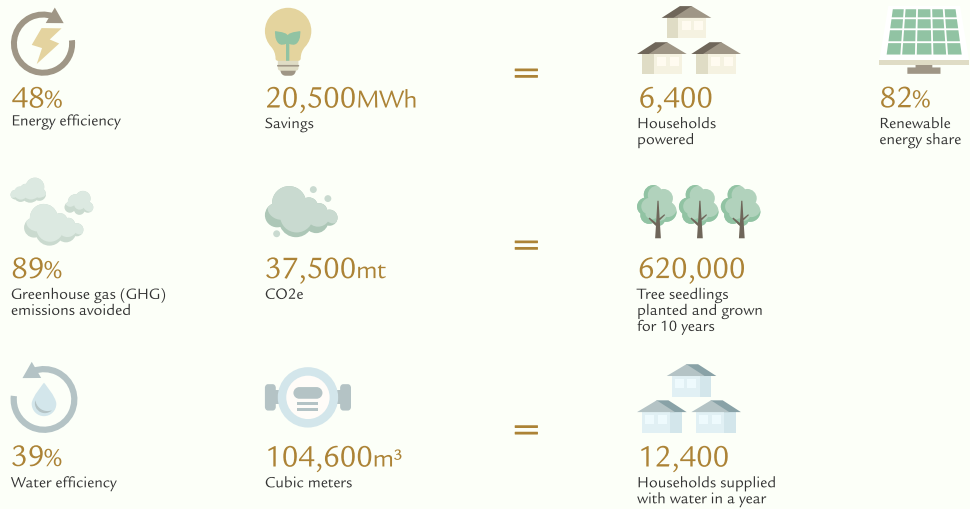 48%
Energy efficiency
20,500MWh
Savings
=
6,400
Households
powered
82%
Renewable
energy share
89%
Greenhouse gas (GHG)
emissions avoided
37,500mt
CO2e
=
620,000
Tree seedlings
planted and grown
for 10 years
39%
Water efficiency
104,600m³
Cubic meters
=
12,400
Households supplied
with water in a year